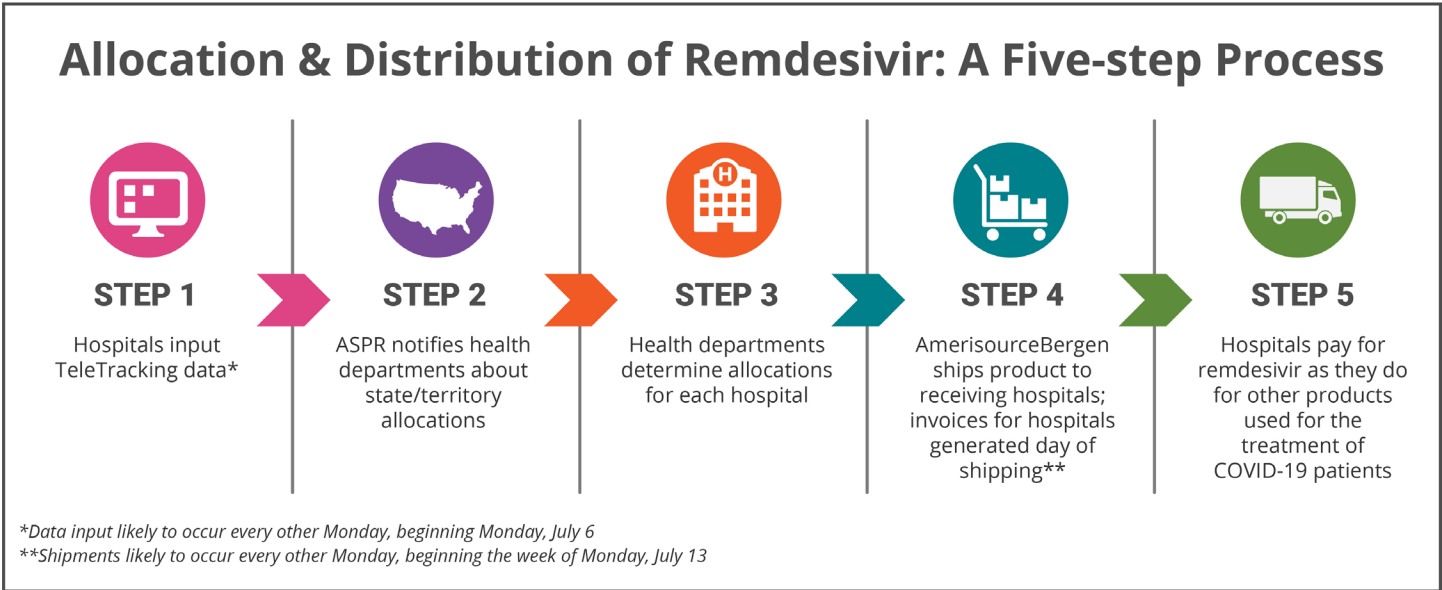 Allocation & Distribution of Remdesivir: A Five-step Process
H
STEP 1
Hospitals input
TeleTracking data*
STEP 2
ASPR notifies health
departments about
state/territory
allocations
STEP 3
Health departments
determine allocations
for each hospital
STEP 4
AmerisourceBergen
ships product to
receiving hospitals;
invoices for hospitals
generated day of
shipping**
STEP 5
Hospitals pay for
remdesivir as they do
for other products
used for the
treatment of
COVID-19 patients
*Data input likely to occur every other Monday, beginning Monday, July 6
**Shipments likely to occur every other Monday, beginning the week of Monday, July 13